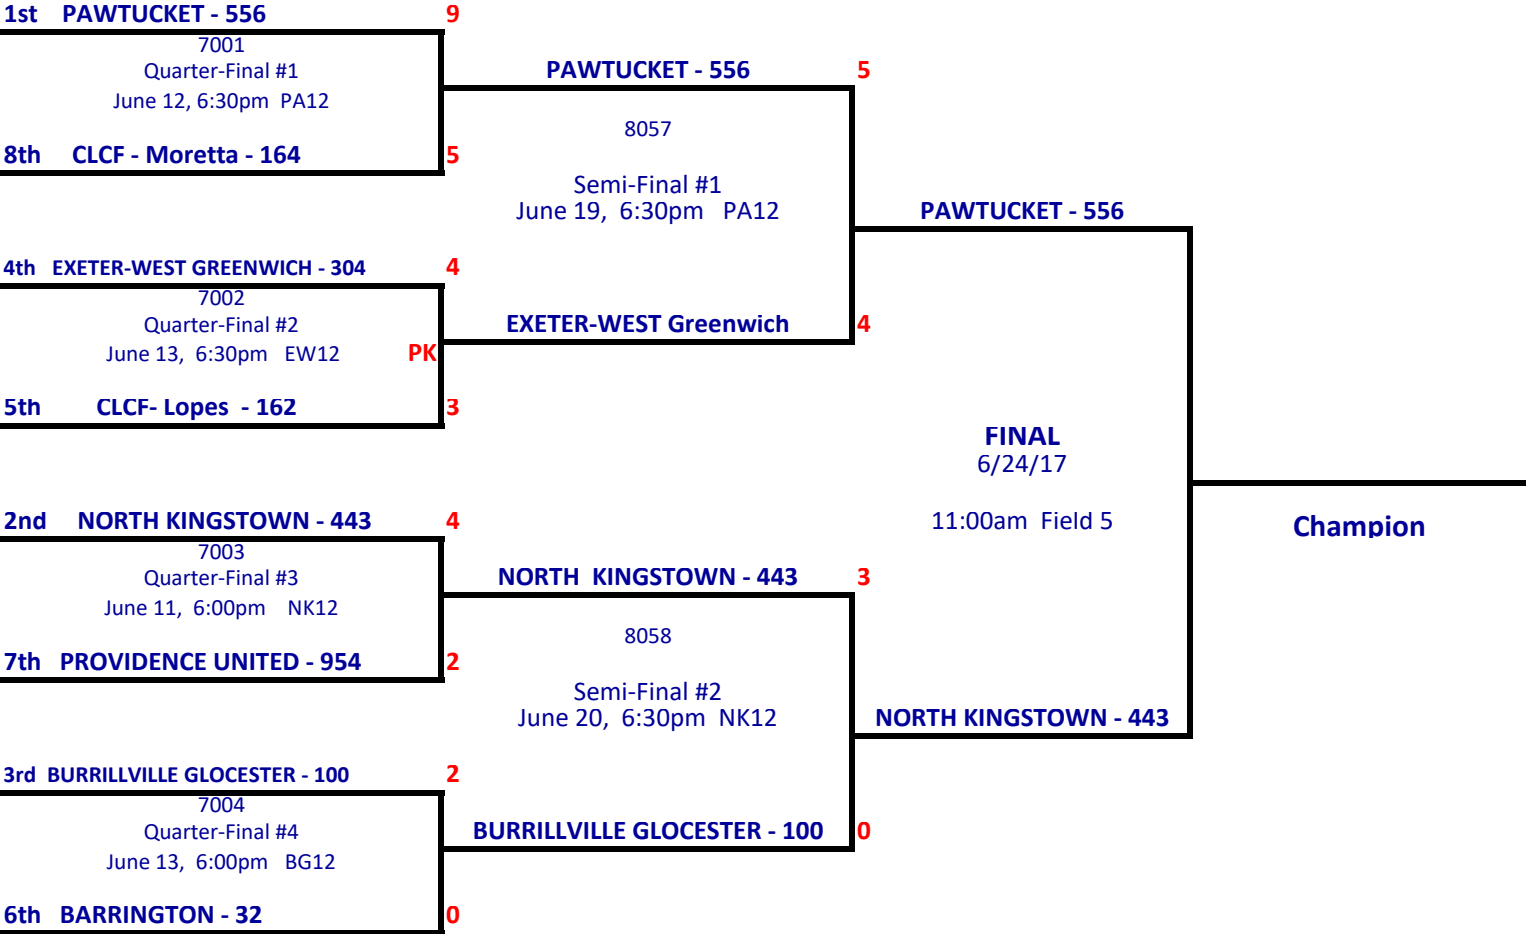 1st PAWTUCKET - 556 9
7001
Quarter-Final #1
June 12, 6:30pm PA12
8th CLCF - Moretta - 164 5
4th EXETER-WEST GREENWICH - 304 4
7002
Quarter-Final #2
June 13, 6:30pm EW12 PK
5th CLCF- Lopes - 162 3
2nd NORTH KINGSTOWN - 443 4
7003
Quarter-Final #3
June 11, 6:00pm NK12
7th PROVIDENCE UNITED - 954 2
3rd BURRILLVILLE GLOCESTER - 100 2
7004
Quarter-Final #4
June 13, 6:00pm BG12
6th BARRINGTON - 32 0
PAWTUCKET - 556 5
8057
Semi-Final #1
June 19, 6:30pm PA12
EXETER-WEST Greenwich 4
NORTH KINGSTOWN - 443 3
8058
Semi-Final #2
June 20, 6:30pm NK12
BURRILLVILLE GLOCESTER - 100 0
PAWTUCKET - 556
FINAL
6/24/17
11:00am Field 5
NORTH KINGSTOWN - 443
Champion